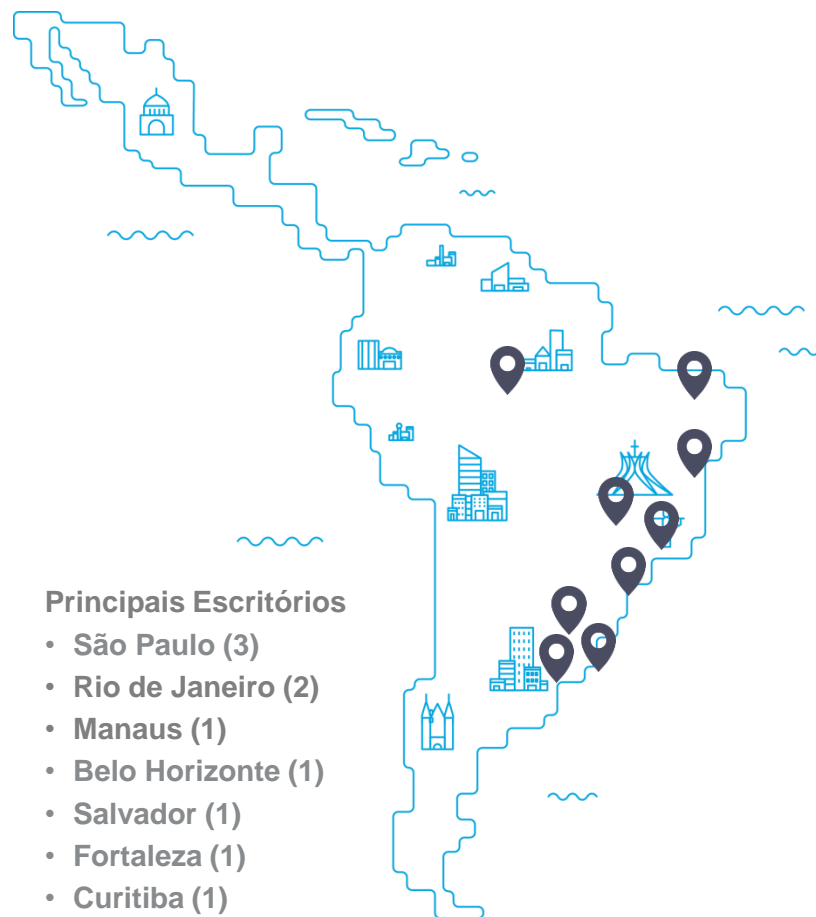 Principais Escritórios
• São Paulo (3)
• Rio de Janeiro (2)
• Manaus (1)
• Belo Horizonte (1)
• Salvador (1)
• Fortaleza (1)
• Curitiba (1)